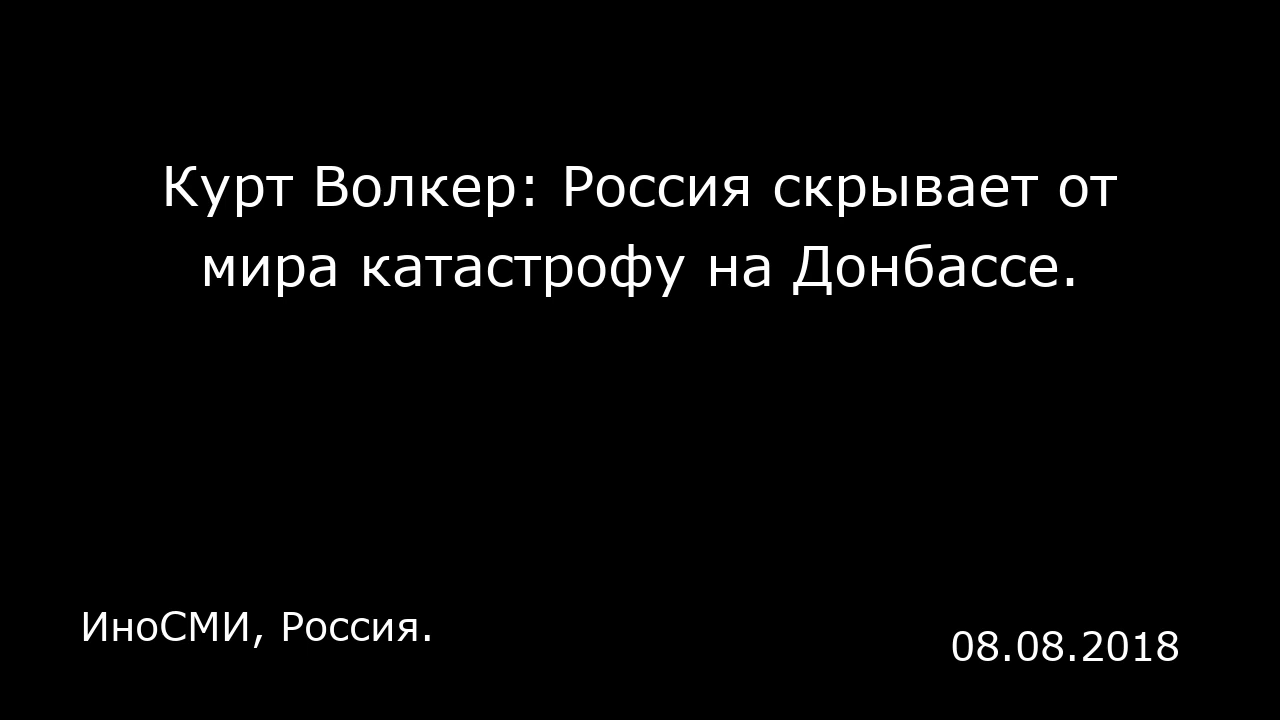 Курт Волкер: Россия скрывает от
мира катастрофу на Донбассе.
ИноСМИ, Россия.
08.08.2018